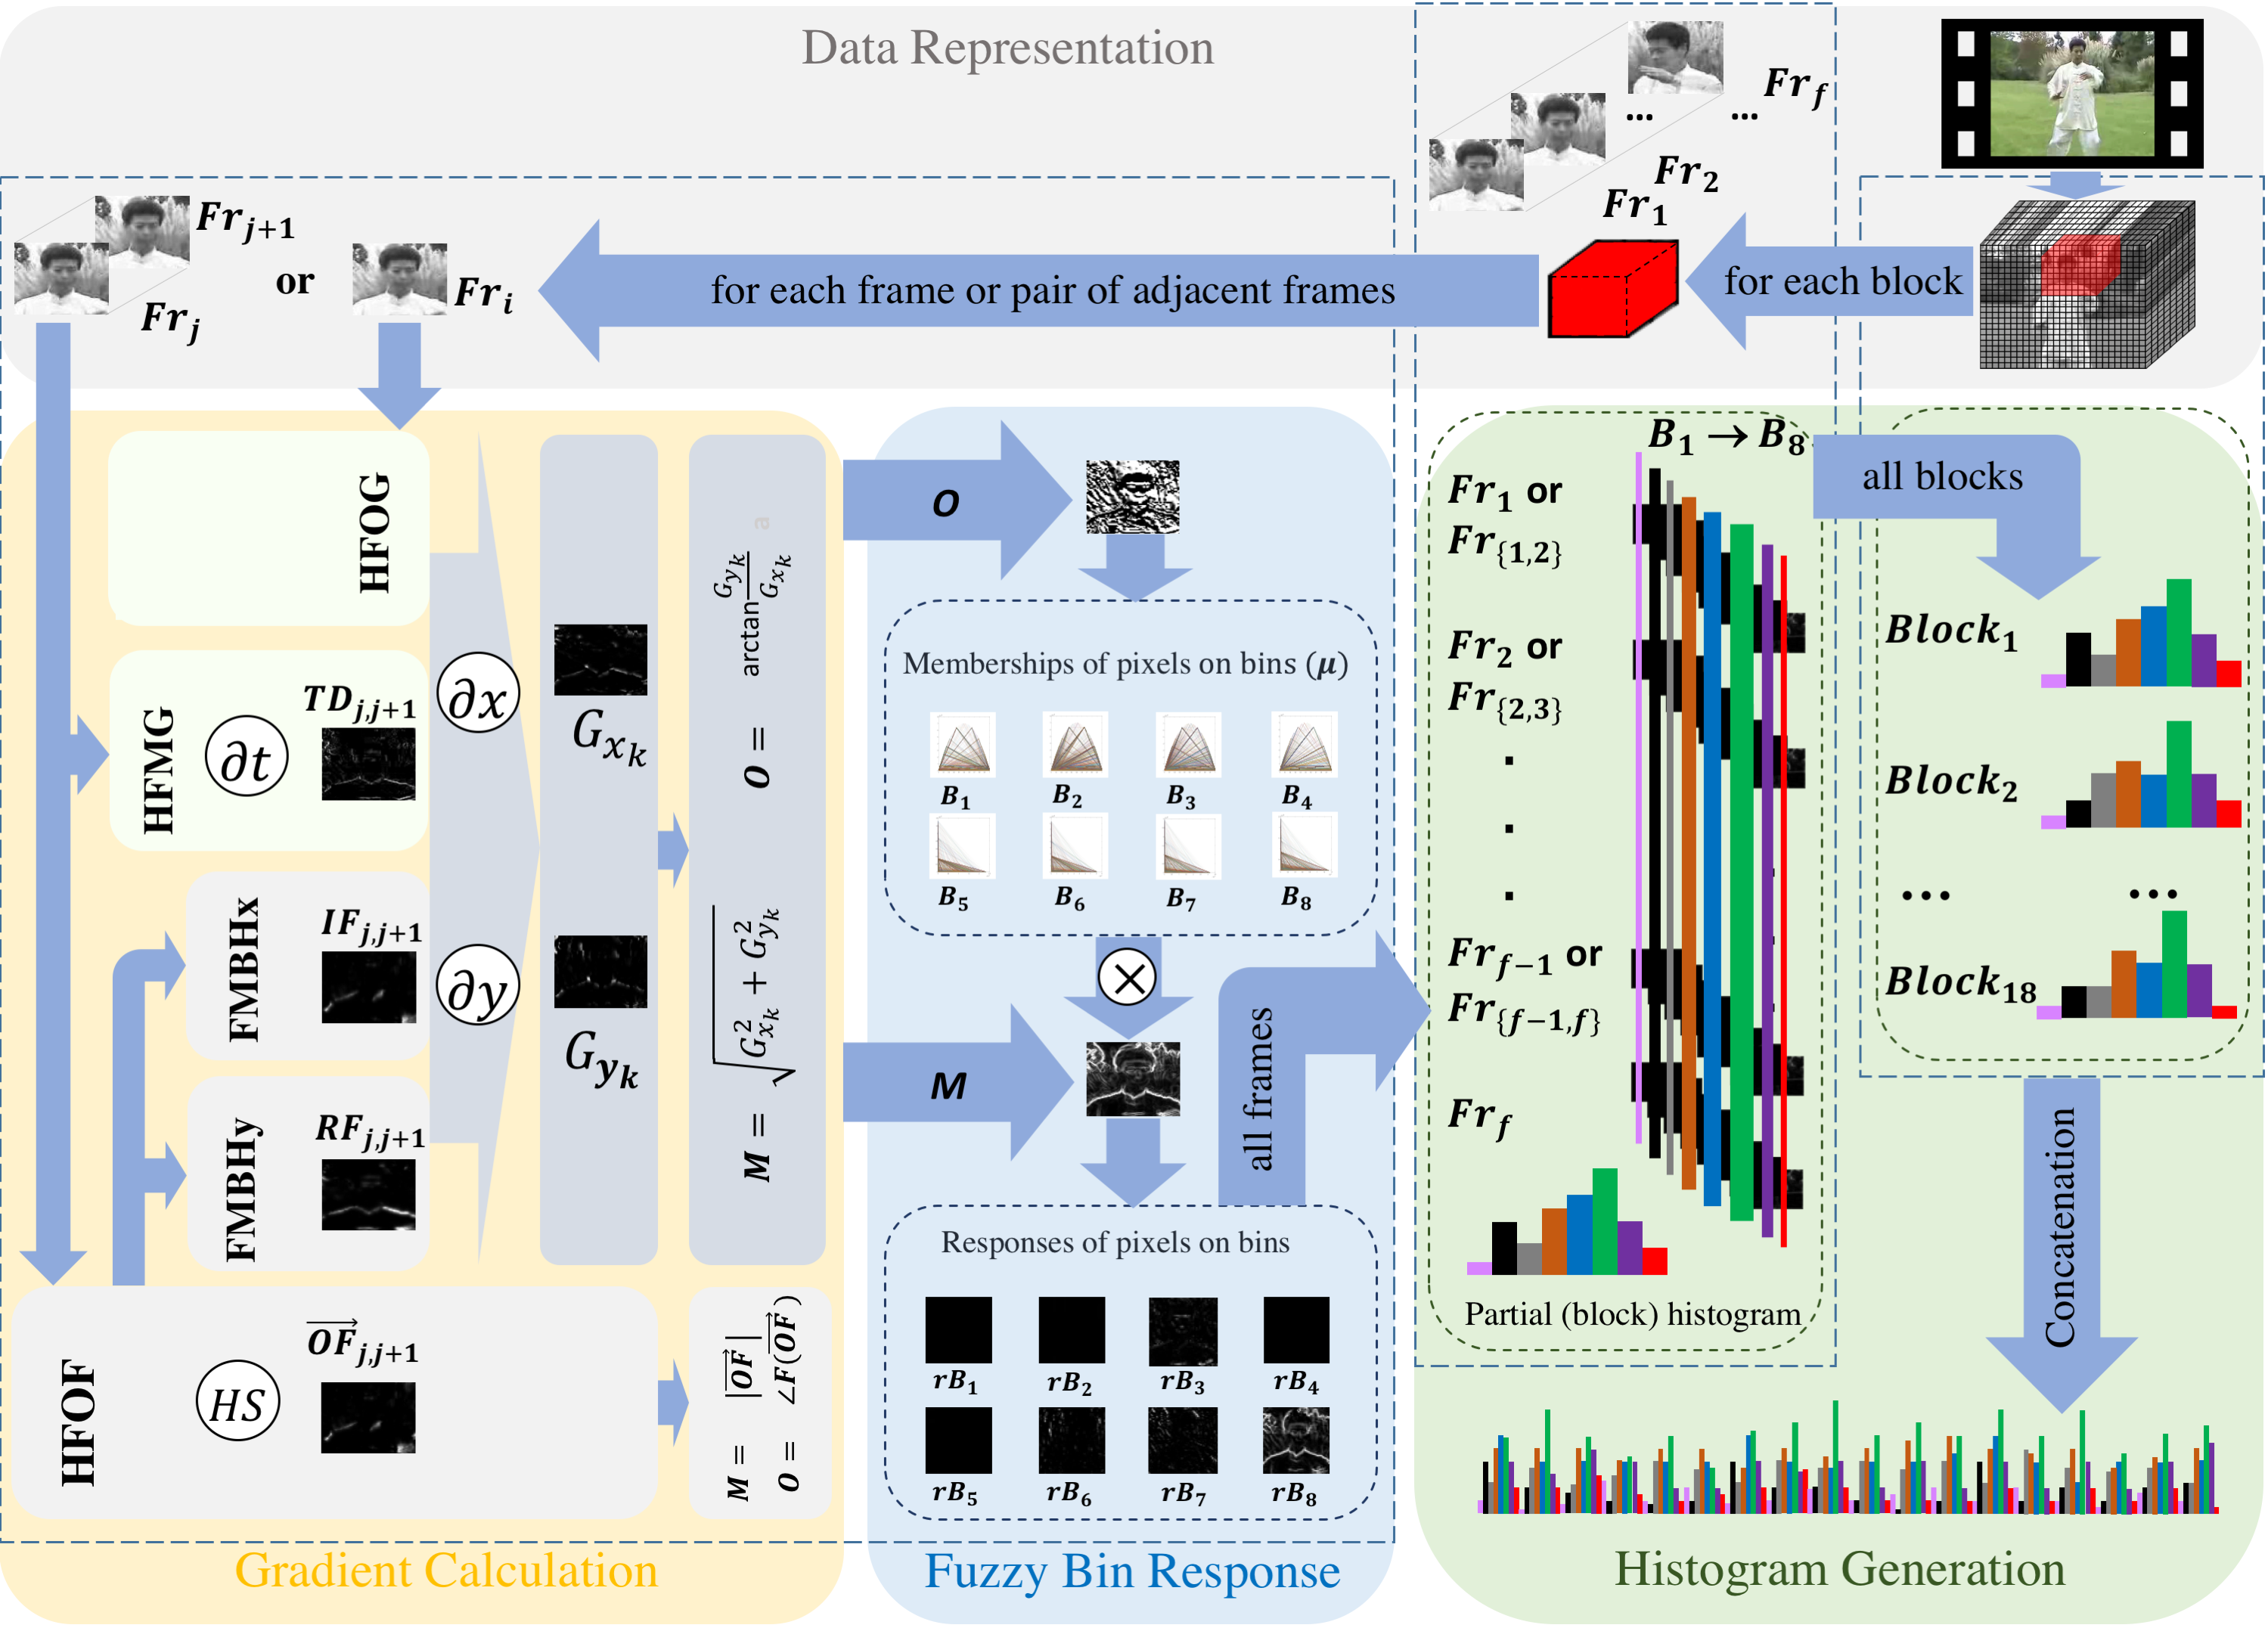 Data Representation
Fr_f
... ...
Fr_2
Fr_1
Fr_{j+1}
or
Fr_i
Fr_j
for each frame or pair of adjacent frames
for each block
HFOG
HFMG
∂t
TD_{j,j+1}
FMBHx
IF_{j,j+1}
FMBHy
RF_{j,j+1}
HFOF
HS
\overrightarrow{OF}_{j,j+1}
∂x
∂y
G_{x_k}
G_{y_k}
O = arctan \frac{G_{y_k}}{G_{x_k}} a
M = \sqrt{G_{x_k}^2 + G_{y_k}^2}
M = |\overrightarrow{OF}|
O = ∠F(\overrightarrow{OF})
Gradient Calculation
O
Memberships of pixels on bins (μ)
B_1 B_2 B_3 B_4
B_5 B_6 B_7 B_8
×
M
all frames
Responses of pixels on bins
rB_1 rB_2 rB_3 rB_4
rB_5 rB_6 rB_7 rB_8
Fuzzy Bin Response
B_1 → B_8
Fr_1 or
Fr_{\{1,2\}}
Fr_2 or
Fr_{\{2,3\}}
.
.
.
Fr_{f-1} or
Fr_{\{f-1,f\}}
Fr_f
Partial (block) histogram
all blocks
Block_1
Block_2
... ...
Block_{18}
Concatenation
Histogram Generation